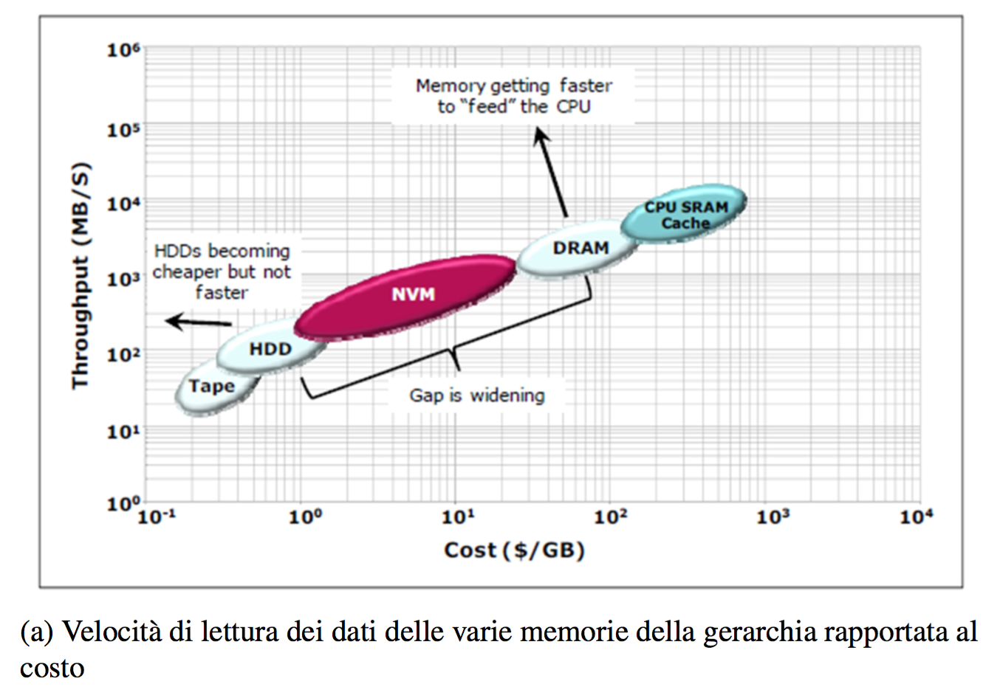 10⁶
Memory getting faster
to “feed” the CPU
10⁵
10⁴
CPU SRAM
Cache
HDDs becoming
cheaper but not
faster
DRAM
10³
NVM
10²
HDD
Tape
Gap is widening
10¹
10⁰
Throughput (MB/S)
10⁻¹ 10⁰ 10¹ 10² 10³ 10⁴
Cost ($/GB)
(a) Velocità di lettura dei dati delle varie memorie della gerarchia rapportata al
costo